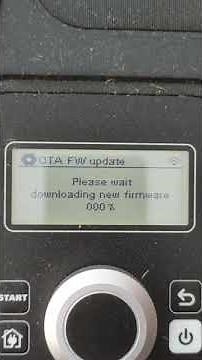 OTA FW update
Please wait
downloading new firmware
000 %
START